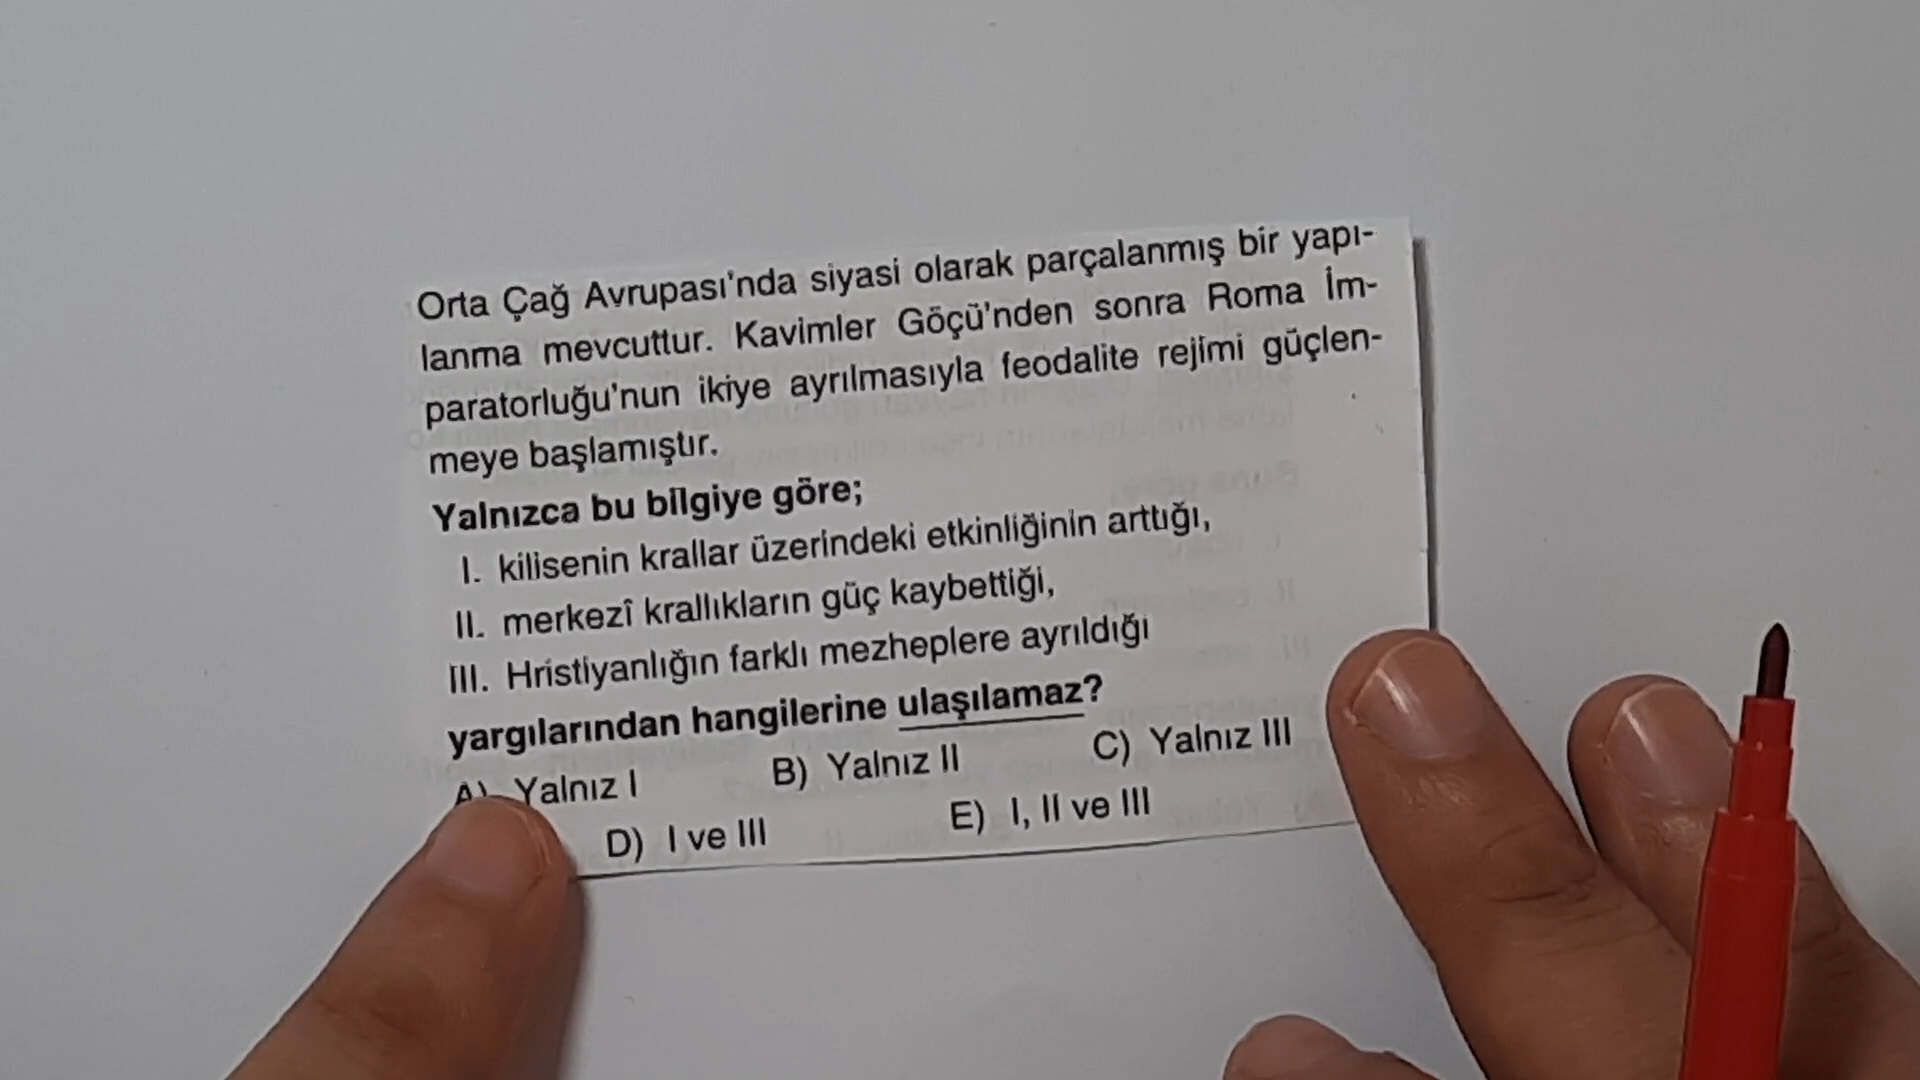 Orta Çağ Avrupası'nda siyasi olarak parçalanmış bir yapı-
lanma mevcuttur. Kavimler Göçü'nden sonra Roma İm-
paratorluğu'nun ikiye ayrılmasıyla feodalite rejimi güçlen-
meye başlamıştır.
Yalnızca bu bilgiye göre;
I. kilisenin krallar üzerindeki etkinliğinin arttığı,
II. merkezî krallıkların güç kaybettiği,
III. Hristiyanlığın farklı mezheplere ayrıldığı
yargılarından hangilerine ulaşılamaz?
A) Yalnız I B) Yalnız II C) Yalnız III
D) I ve III E) I, II ve III